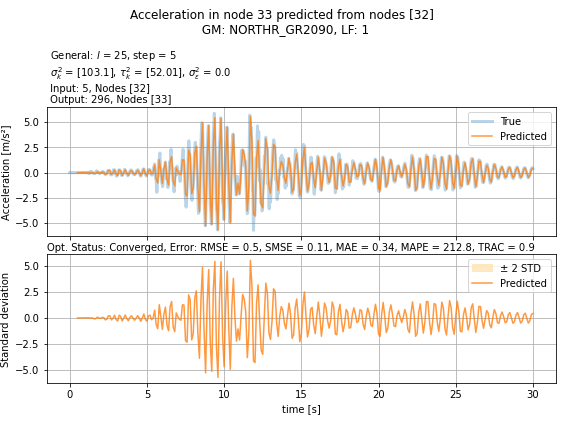 Acceleration in node 33 predicted from nodes [32]
GM: NORTHR_GR2090, LF: 1
General: l = 25, step = 5
σ²ₖ = [103.1], τ²ₖ = [52.01], σ²ε = 0.0
Input: 5, Nodes [32]
Output: 296, Nodes [33]
Acceleration [m/s²]
5.0
2.5
0.0
−2.5
−5.0
True
Predicted
Opt. Status: Converged, Error: RMSE = 0.5, SMSE = 0.11, MAE = 0.34, MAPE = 212.8, TRAC = 0.9
Standard deviation
5.0
2.5
0.0
−2.5
−5.0
± 2 STD
Predicted
0 5 10 15 20 25 30
time [s]